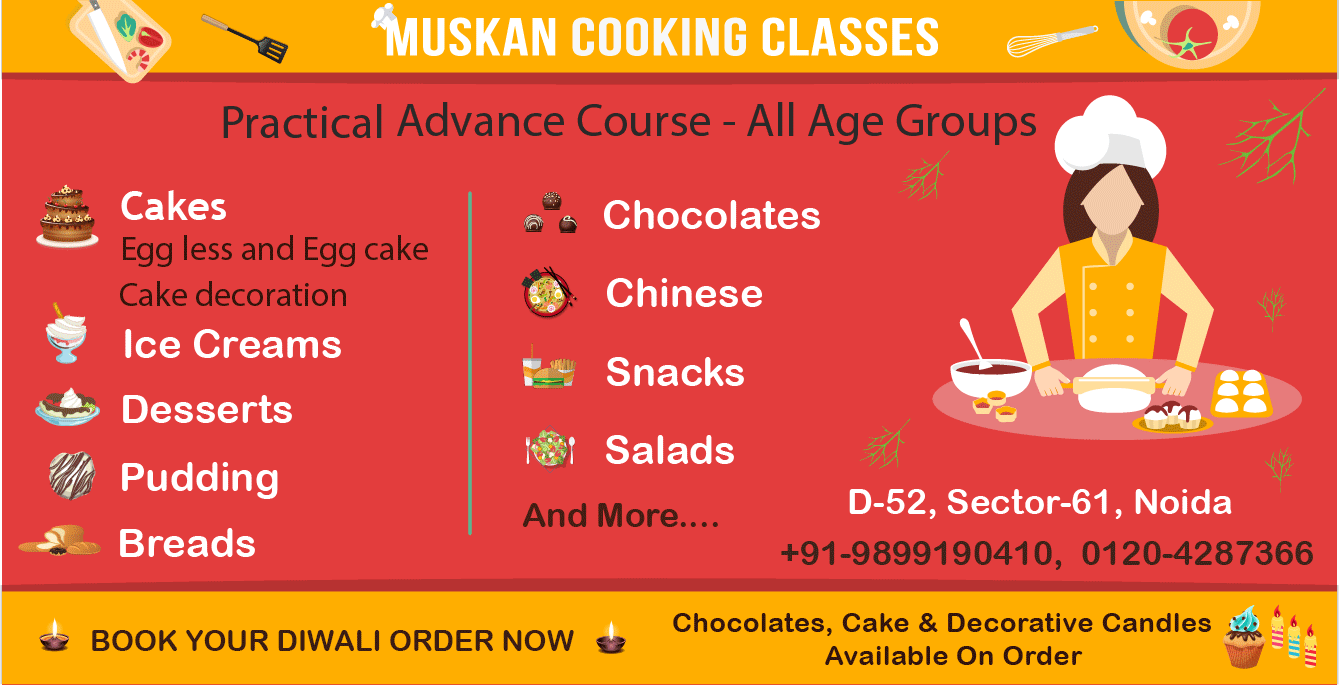 MUSKAN COOKING CLASSES
Practical Advance Course - All Age Groups
Cakes
Egg less and Egg cake
Cake decoration
Ice Creams
Desserts
Pudding
Breads
Chocolates
Chinese
Snacks
Salads
And More....
D-52, Sector-61, Noida
+91-9899190410, 0120-4287366
BOOK YOUR DIWALI ORDER NOW
Chocolates, Cake & Decorative Candles
Available On Order